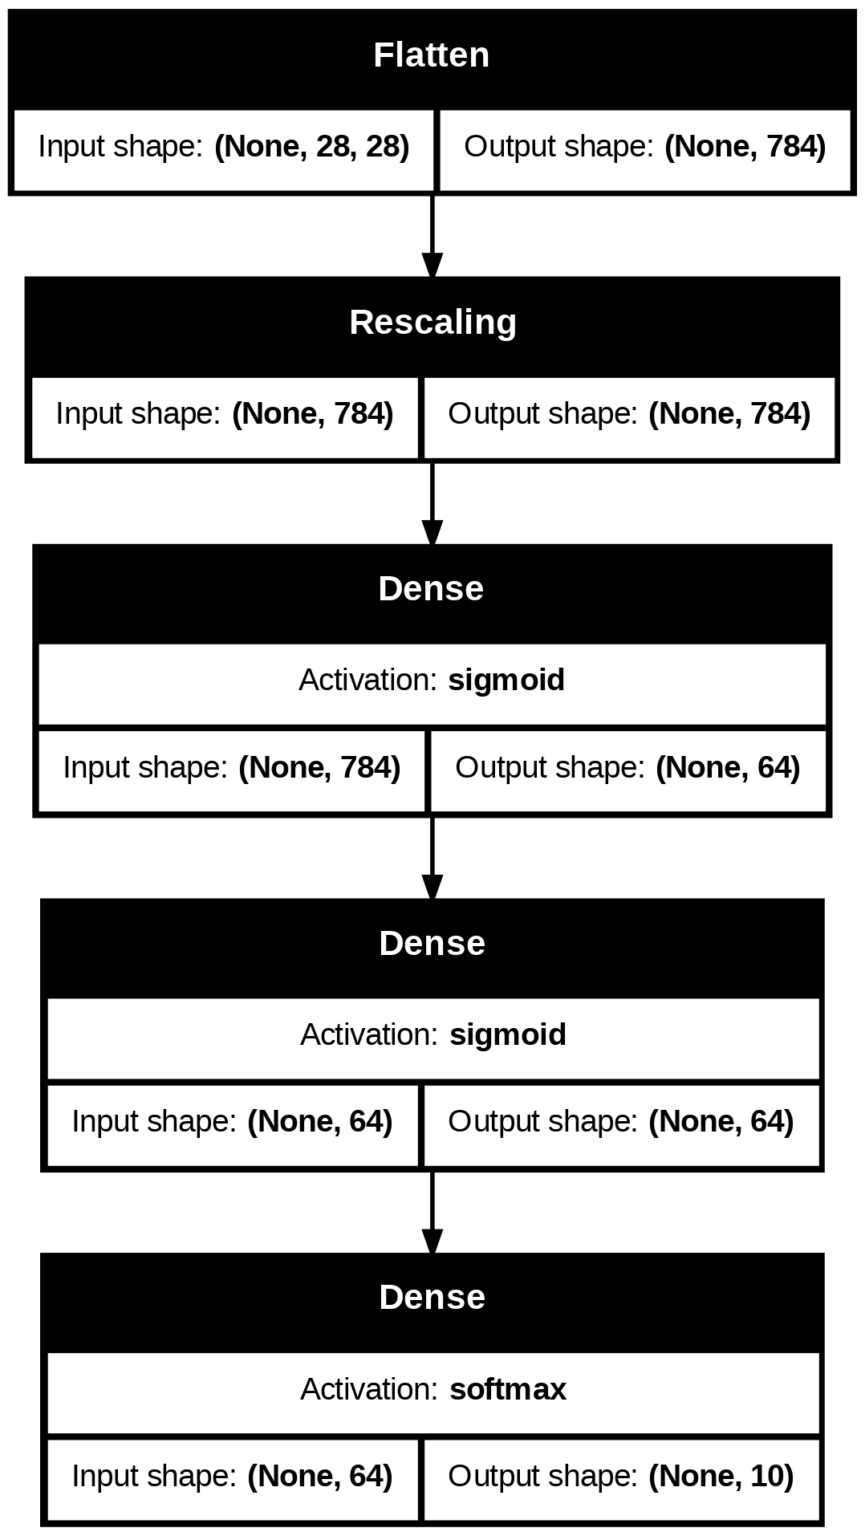 Flatten
Input shape: (None, 28, 28) Output shape: (None, 784)
Rescaling
Input shape: (None, 784) Output shape: (None, 784)
Dense
Activation: sigmoid
Input shape: (None, 784) Output shape: (None, 64)
Dense
Activation: sigmoid
Input shape: (None, 64) Output shape: (None, 64)
Dense
Activation: softmax
Input shape: (None, 64) Output shape: (None, 10)